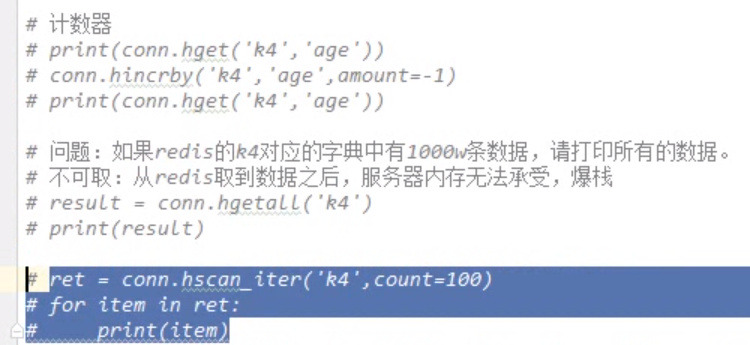 # 计数器
# print(conn.hget('k4','age'))
# conn.hincrby('k4','age',amount=-1)
# print(conn.hget('k4','age'))
# 问题：如果redis的k4对应的字典中有1000w条数据，请打印所有的数据。
# 不可取：从redis取到数据之后，服务器内存无法承受，爆栈
# result = conn.hgetall('k4')
# print(result)
# ret = conn.hscan_iter('k4',count=100)
# for item in ret:
#     print(item)